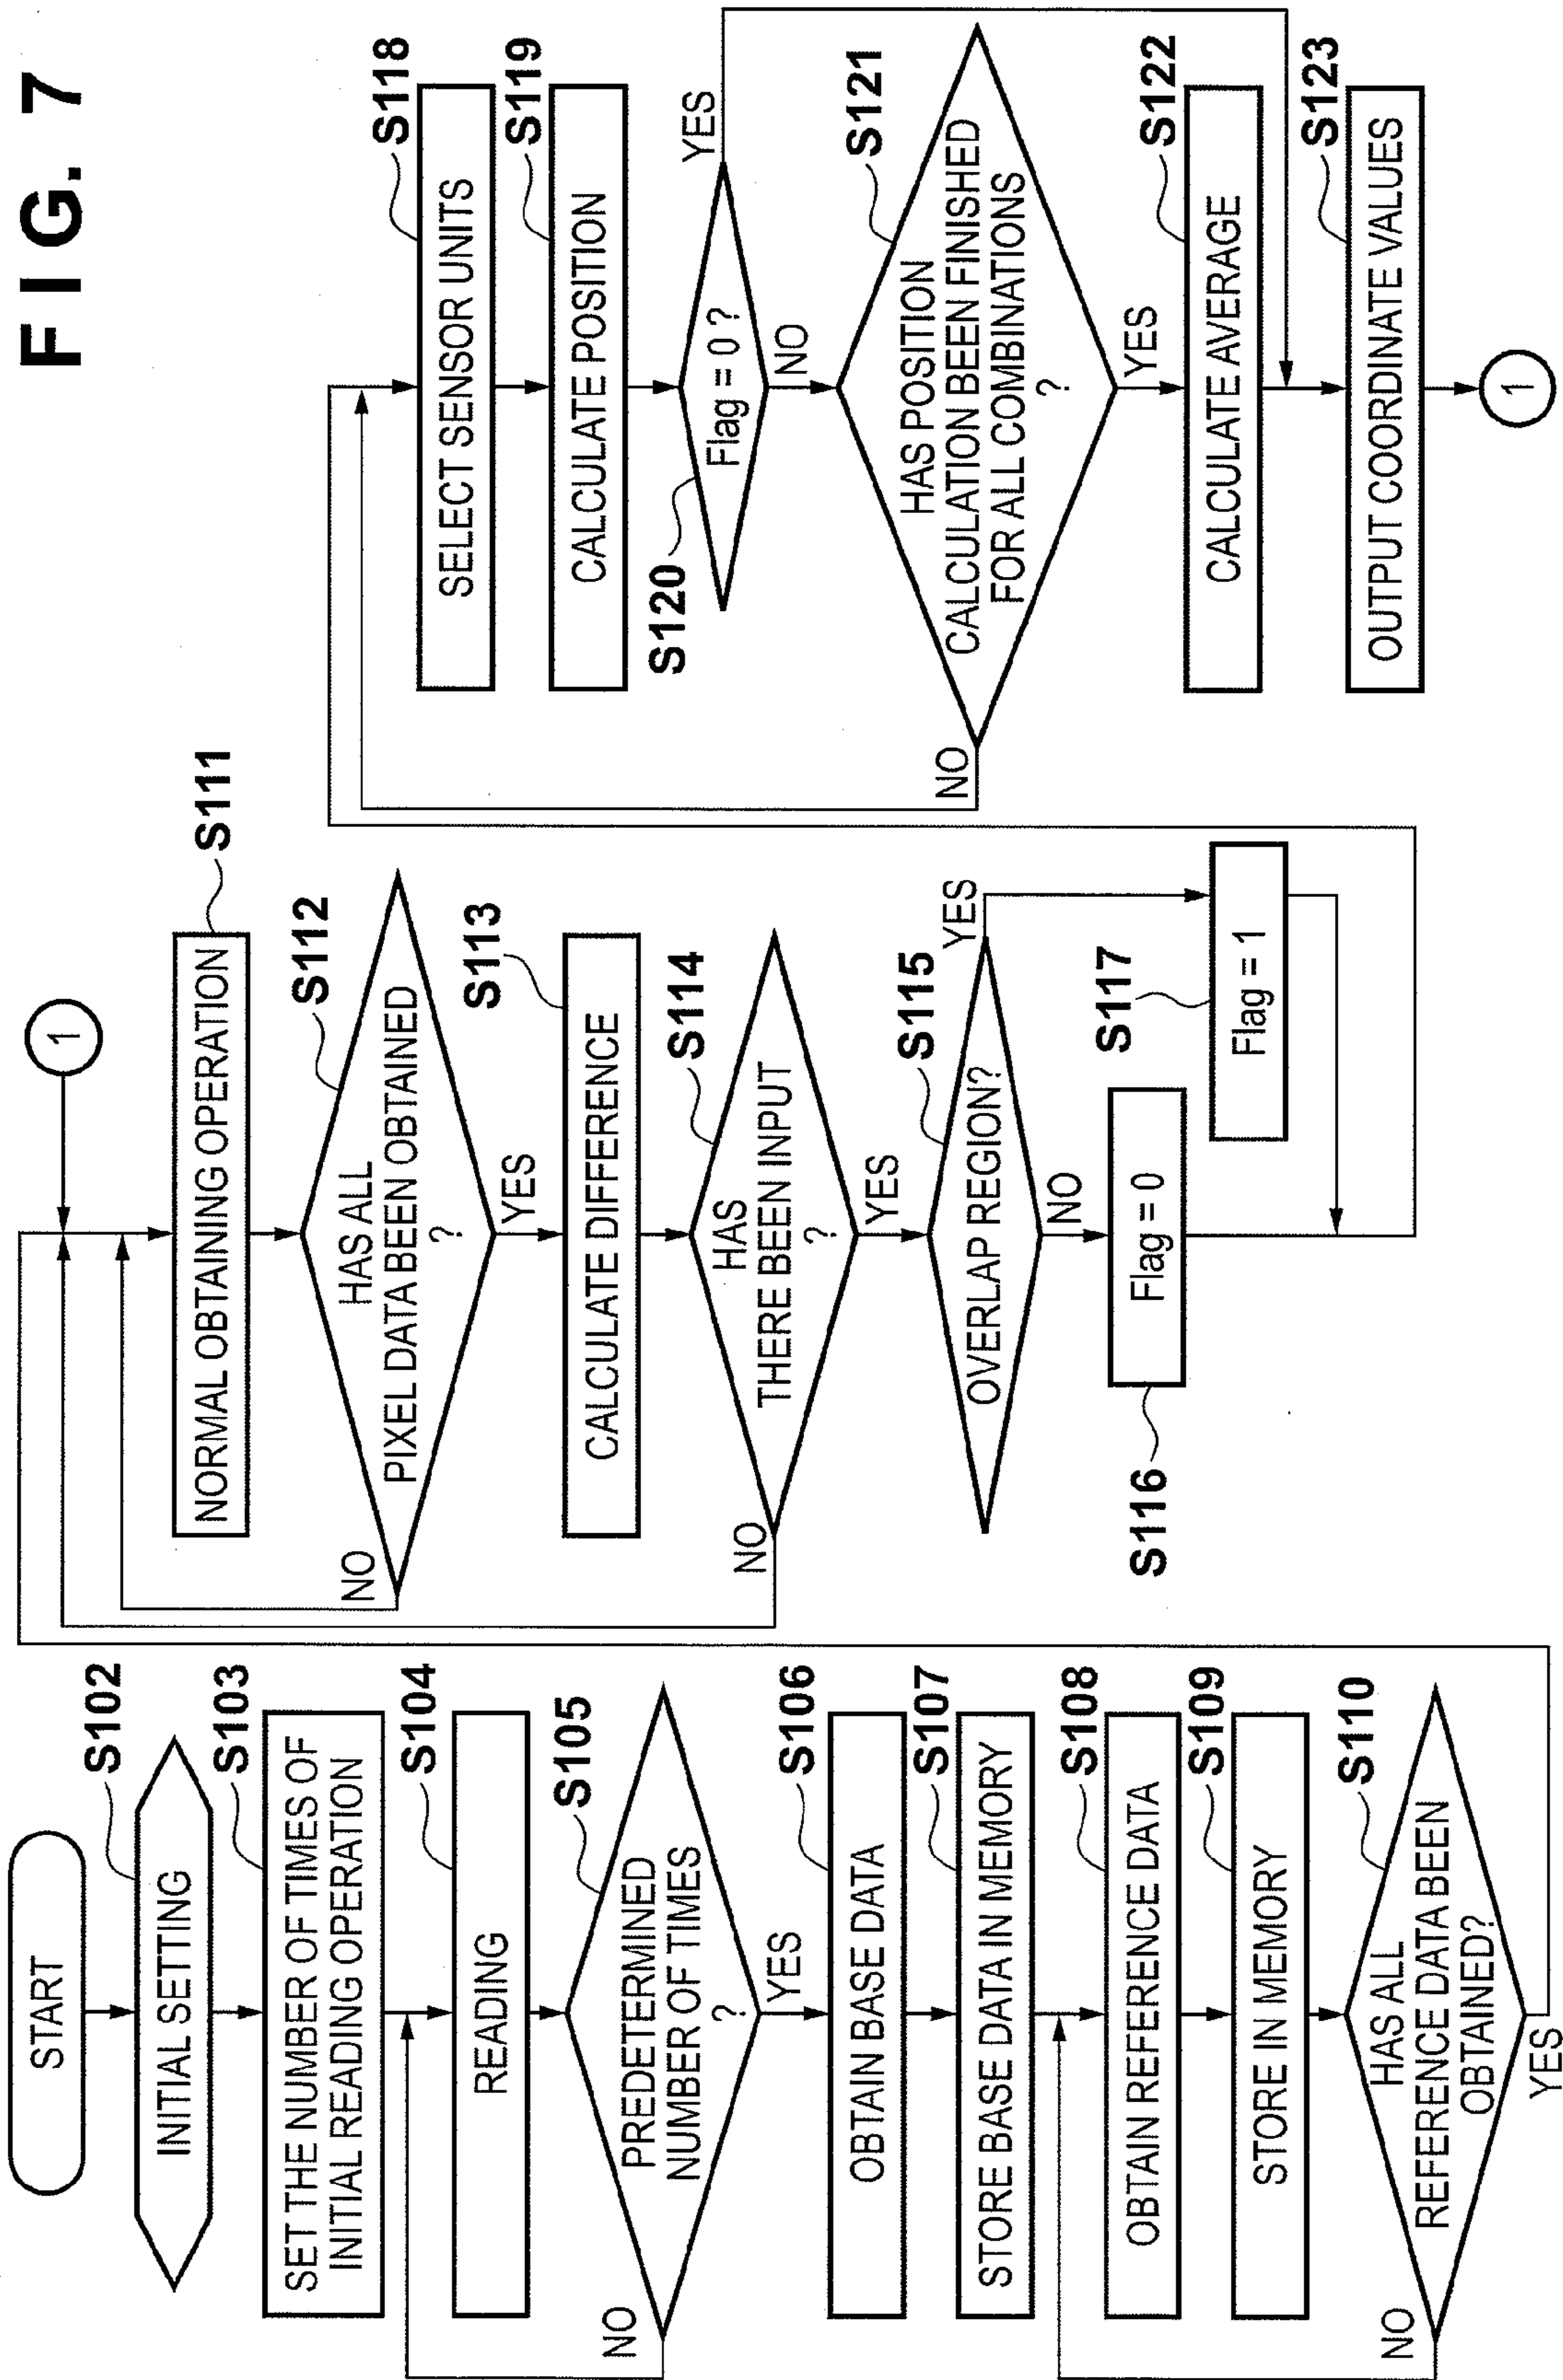 FIG. 7
START
S102
INITIAL SETTING
S103
SET THE NUMBER OF TIMES OF
INITIAL READING OPERATION
S104
READING
S105
PREDETERMINED
NUMBER OF TIMES
?
NO
YES
S106
OBTAIN BASE DATA
S107
STORE BASE DATA IN MEMORY
S108
OBTAIN REFERENCE DATA
S109
STORE IN MEMORY
S110
HAS ALL
REFERENCE DATA BEEN
OBTAINED?
NO
YES
1
S111
NORMAL OBTAINING OPERATION
S112
HAS ALL
PIXEL DATA BEEN OBTAINED
?
NO
YES
S113
CALCULATE DIFFERENCE
S114
HAS
THERE BEEN INPUT
?
NO
YES
S115
OVERLAP REGION?
YES
NO
S116
Flag = 0
S117
Flag = 1
S118
SELECT SENSOR UNITS
S119
CALCULATE POSITION
S120
Flag = 0 ?
YES
NO
S121
HAS POSITION
CALCULATION BEEN FINISHED
FOR ALL COMBINATIONS
?
NO
YES
S122
CALCULATE AVERAGE
S123
OUTPUT COORDINATE VALUES
1